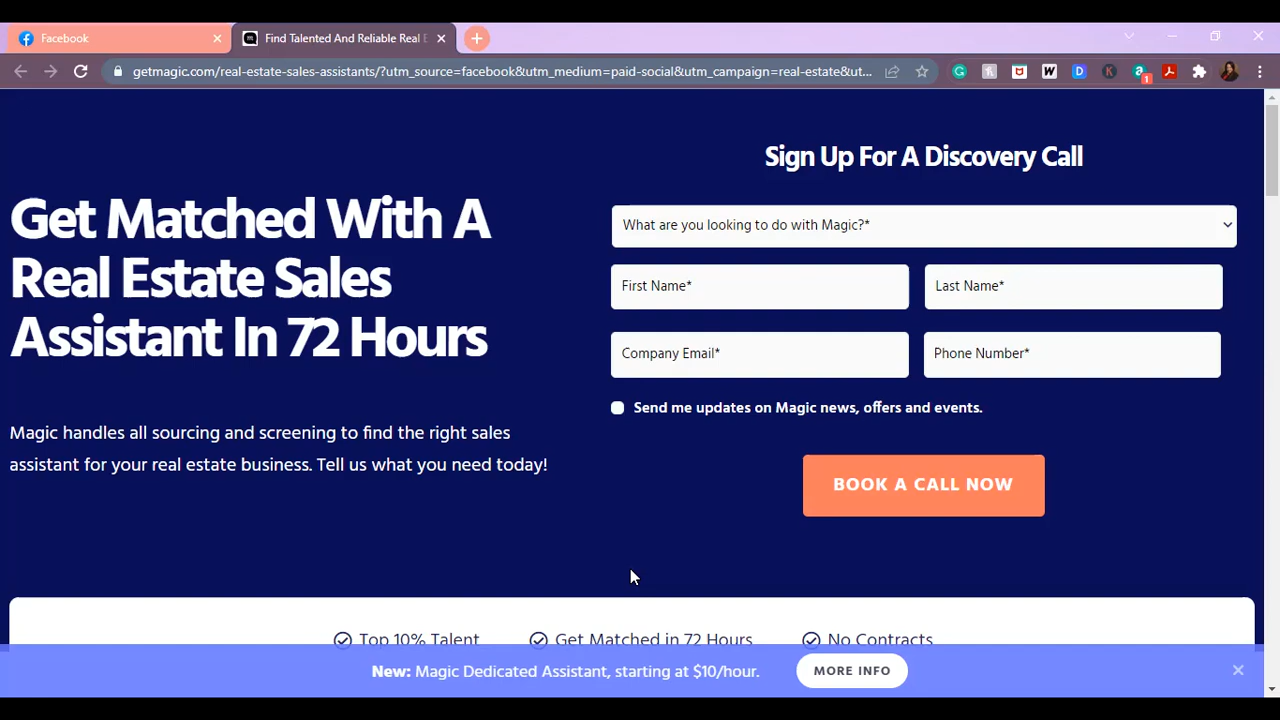 Facebook
Find Talented And Reliable Real E
getmagic.com/real-estate-sales-assistants/?utm_source=facebook&utm_medium=paid-social&utm_campaign=real-estate&ut...
1
Get Matched With A
Real Estate Sales
Assistant In 72 Hours
Magic handles all sourcing and screening to find the right sales
assistant for your real estate business. Tell us what you need today!
Sign Up For A Discovery Call
What are you looking to do with Magic?*
First Name*
Last Name*
Company Email*
Phone Number*
Send me updates on Magic news, offers and events.
BOOK A CALL NOW
Top 10% Talent
Get Matched in 72 Hours
No Contracts
New: Magic Dedicated Assistant, starting at $10/hour.
MORE INFO